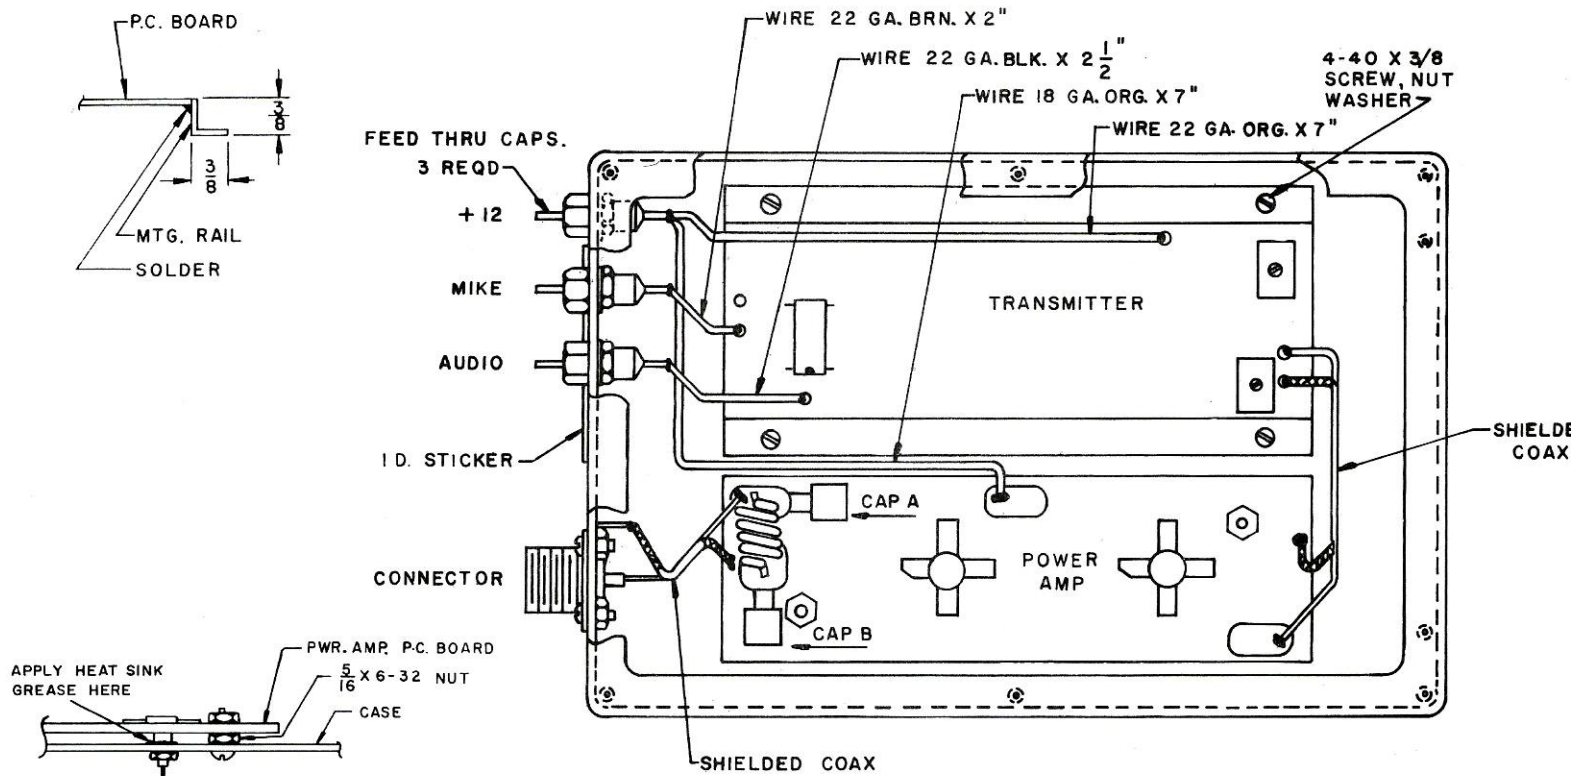 P.C. BOARD
3/8
3/8
MTG. RAIL
SOLDER
WIRE 22 GA. BRN. X 2"
WIRE 22 GA. BLK. X 2 1/2"
WIRE 18 GA. ORG. X 7"
WIRE 22 GA. ORG. X 7"
4-40 X 3/8
SCREW, NUT
WASHER
FEED THRU CAPS.
3 REQD
+12
MIKE
AUDIO
I D. STICKER
CONNECTOR
TRANSMITTER
SHIELDE
COAX
CAP A
POWER
AMP
CAP B
SHIELDED COAX
PWR. AMP. P.C. BOARD
5/16 X 6-32 NUT
CASE
APPLY HEAT SINK
GREASE HERE